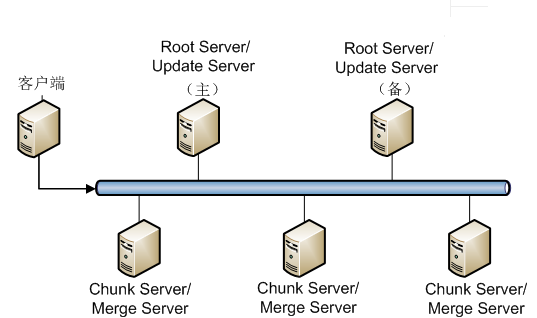 客户端
Root Server/
Update Server
（主）
Root Server/
Update Server
（备）
Chunk Server/
Merge Server
Chunk Server/
Merge Server
Chunk Server/
Merge Server